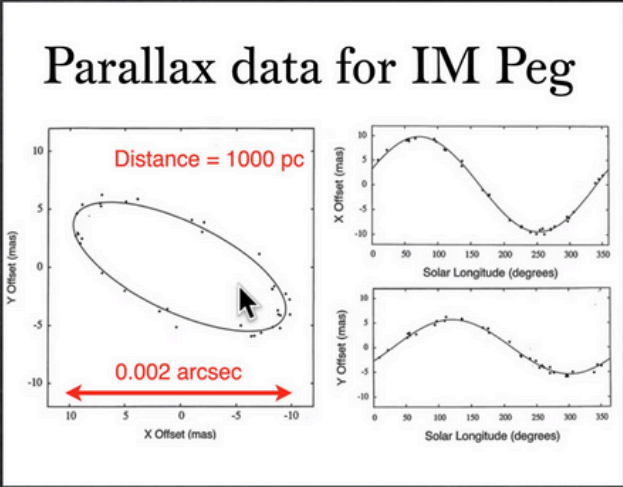 Parallax data for IM Peg
Distance = 1000 pc
10
5
0
-5
-10
Y Offset (mas)
0.002 arcsec
10 5 0 -5 -10
X Offset (mas)
10
5
0
-5
-10
X Offset (mas)
0 50 100 150 200 250 300 350
Solar Longitude (degrees)
10
5
0
-5
-10
Y Offset (mas)
0 50 100 150 200 250 300 350
Solar Longitude (degrees)